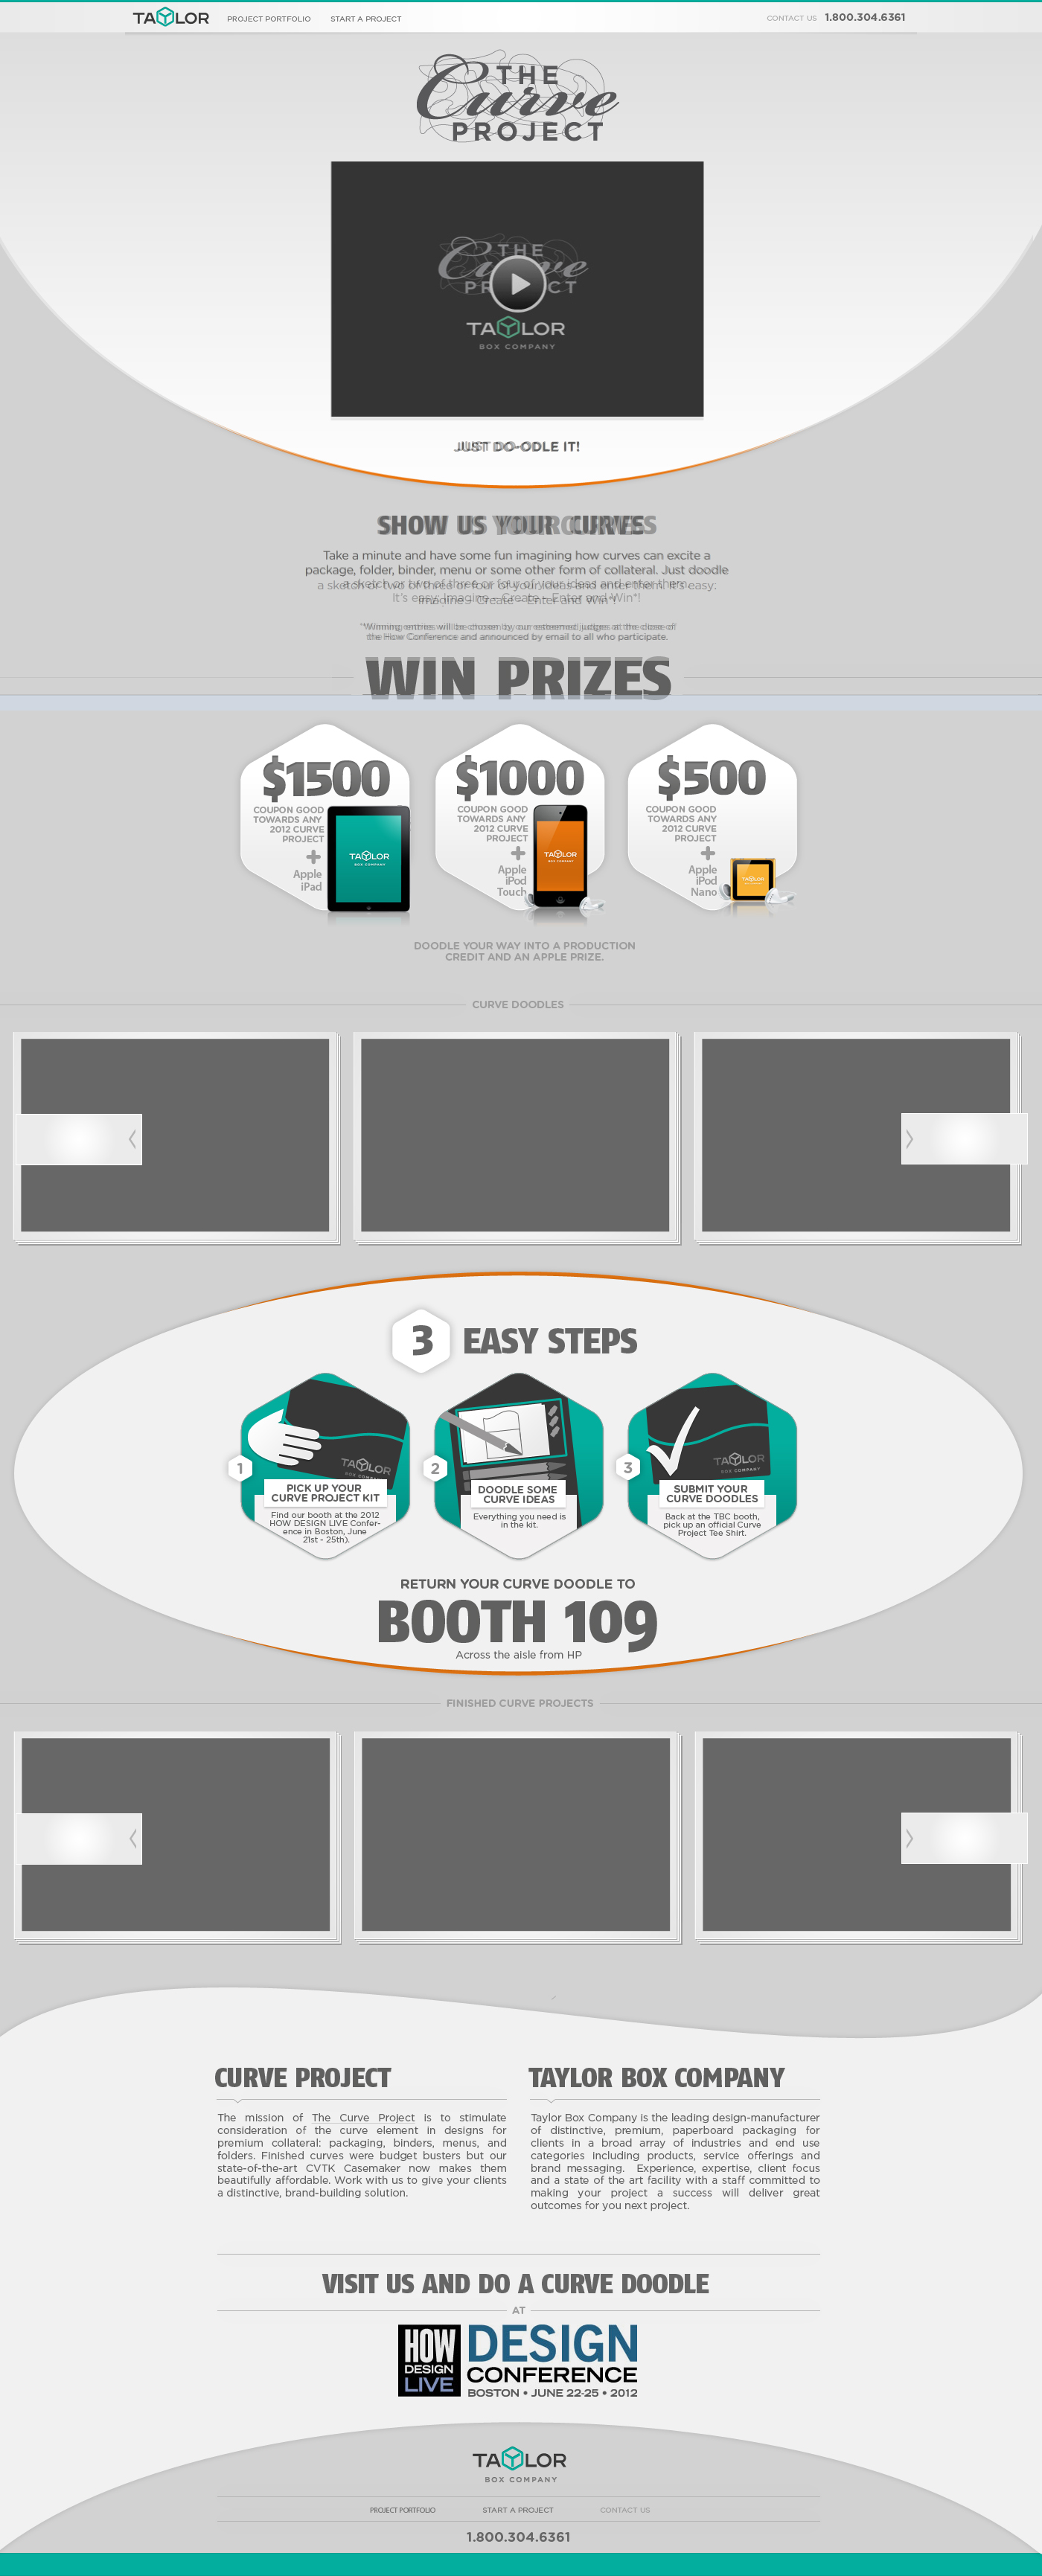 TAYLOR PROJECT PORTFOLIO START A PROJECT CONTACT US 1.800.304.6361
THE
Curve
PROJECT
THE
Curve
PROJECT
TAYLOR
BOX COMPANY
JUST DO-ODLE IT!
SHOW US YOUR CURVES
Take a minute and have some fun imagining how curves can excite a
package, folder, binder, menu or some other form of collateral. Just doodle
a sketch or two of three or four of your ideas and enter them. It's easy:
Imagine – Create – Enter and Win*!
*Winning entries will be chosen by our esteemed judges at the close of
the How Conference and announced by email to all who participate.
WIN PRIZES
$1500
COUPON GOOD
TOWARDS ANY
2012 CURVE
PROJECT
+
Apple
iPad
TAYLOR
BOX COMPANY
$1000
COUPON GOOD
TOWARDS ANY
2012 CURVE
PROJECT
+
Apple
iPod
Touch
TAYLOR
BOX COMPANY
$500
COUPON GOOD
TOWARDS ANY
2012 CURVE
PROJECT
+
Apple
iPod
Nano
TAYLOR
DOODLE YOUR WAY INTO A PRODUCTION
CREDIT AND AN APPLE PRIZE.
CURVE DOODLES
3 EASY STEPS
1
TAYLOR
BOX COMPANY
PICK UP YOUR
CURVE PROJECT KIT
Find our booth at the 2012
HOW DESIGN LIVE Confer-
ence in Boston, June
21st - 25th).
2
DOODLE SOME
CURVE IDEAS
Everything you need is
in the kit.
3
TAYLOR
BOX COMPANY
SUBMIT YOUR
CURVE DOODLES
Back at the TBC booth,
pick up an official Curve
Project Tee Shirt.
RETURN YOUR CURVE DOODLE TO
BOOTH 109
Across the aisle from HP
FINISHED CURVE PROJECTS
CURVE PROJECT
The mission of The Curve Project is to stimulate
consideration of the curve element in designs for
premium collateral: packaging, binders, menus, and
folders. Finished curves were budget busters but our
state-of-the-art CVTK Casemaker now makes them
beautifully affordable. Work with us to give your clients
a distinctive, brand-building solution.
TAYLOR BOX COMPANY
Taylor Box Company is the leading design-manufacturer
of distinctive, premium, paperboard packaging for
clients in a broad array of industries and end use
categories including products, service offerings and
brand messaging. Experience, expertise, client focus
and a state of the art facility with a staff committed to
making your project a success will deliver great
outcomes for you next project.
VISIT US AND DO A CURVE DOODLE
AT
HOW
DESIGN
LIVE
DESIGN
CONFERENCE
BOSTON • JUNE 22-25 • 2012
TAYLOR
BOX COMPANY
PROJECT PORTFOLIO START A PROJECT CONTACT US
1.800.304.6361